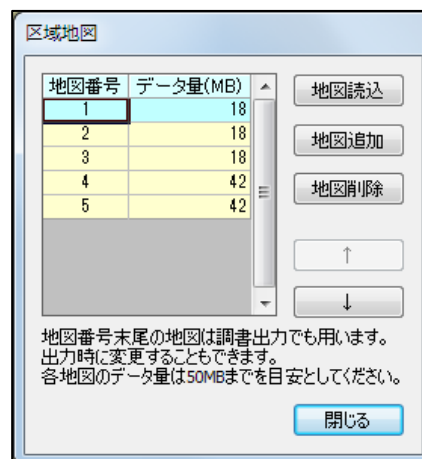 区域地図
地図番号 データ量(MB)
1 18
2 18
3 18
4 42
5 42
地図読込
地図追加
地図削除
↑
↓
地図番号末尾の地図は調書出力でも用います。
出力時に変更することもできます。
各地図のデータ量は50MBまでを目安としてください。
閉じる